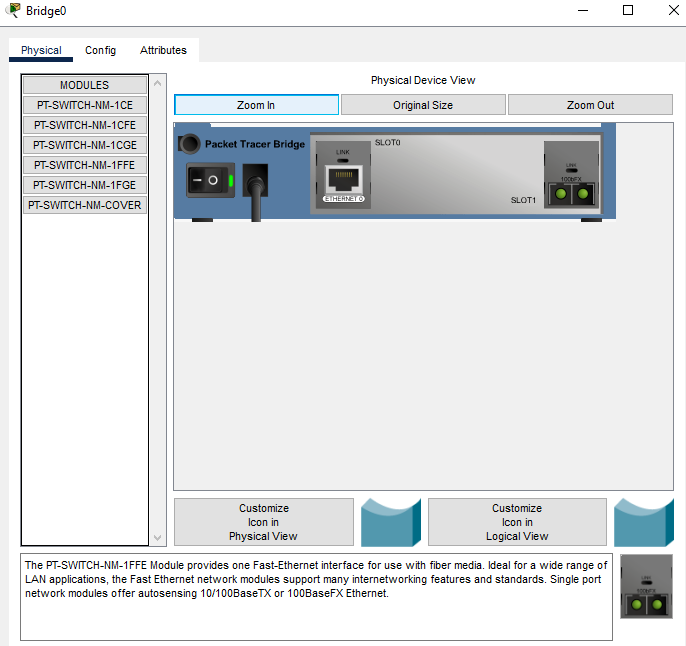 Bridge0
Physical
Config
Attributes
MODULES
PT-SWITCH-NM-1CE
PT-SWITCH-NM-1CFE
PT-SWITCH-NM-1CGE
PT-SWITCH-NM-1FFE
PT-SWITCH-NM-1FGE
PT-SWITCH-NM-COVER
Physical Device View
Zoom In
Original Size
Zoom Out
Packet Tracer Bridge
LINK
ETHERNET 0
SLOT0
SLOT1
LINK
100bFX
Customize
Icon in
Physical View
Customize
Icon in
Logical View
The PT-SWITCH-NM-1FFE Module provides one Fast-Ethernet interface for use with fiber media. Ideal for a wide range of
LAN applications, the Fast Ethernet network modules support many internetworking features and standards. Single port
network modules offer autosensing 10/100BaseTX or 100BaseFX Ethernet.
LINK
100bFX